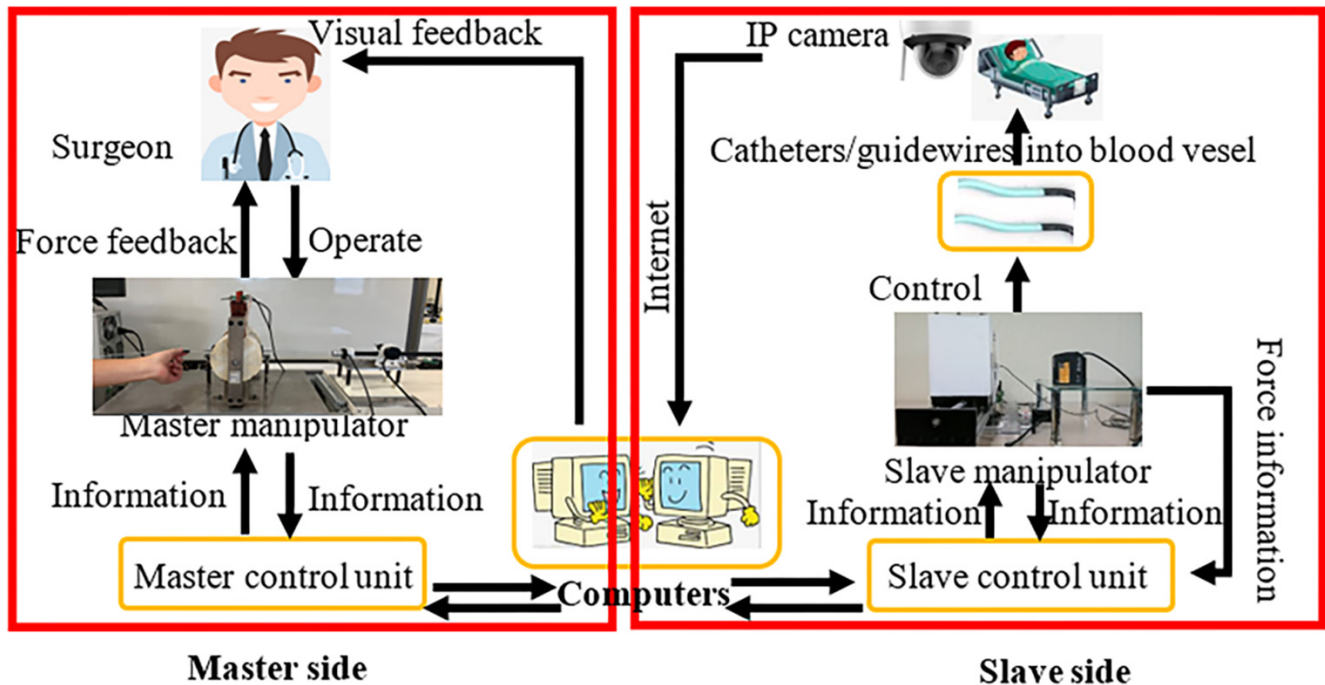 Visual feedback
Surgeon
Force feedback
Operate
Master manipulator
Information
Information
Master control unit
Master side
Computers
IP camera
Internet
Catheters/guidewires into blood vessel
Control
Slave manipulator
Information
Information
Force information
Slave control unit
Slave side